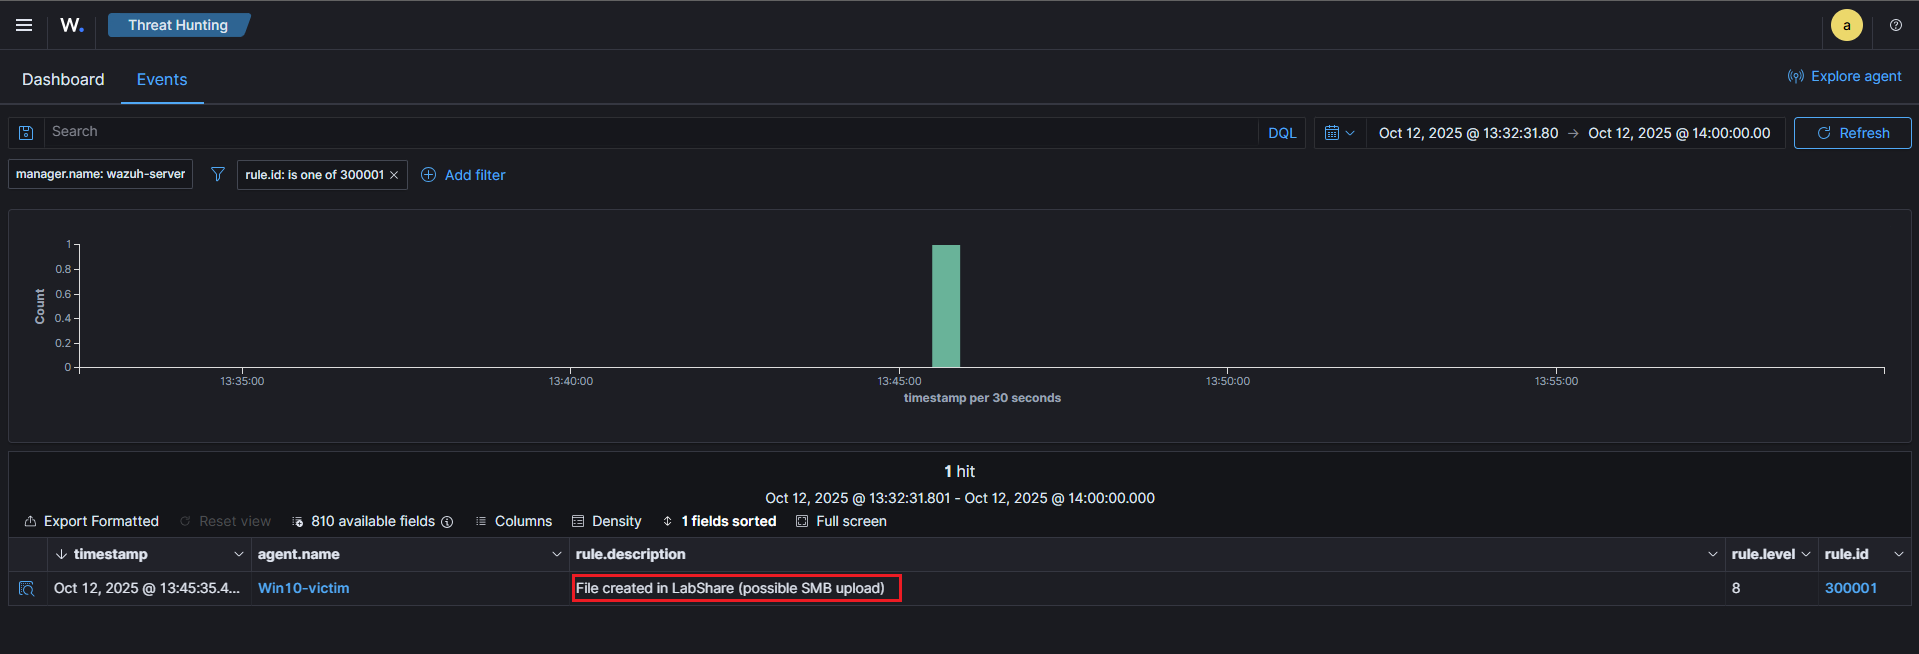 W. Threat Hunting a
Dashboard Events Explore agent
Search DQL Oct 12, 2025 @ 13:32:31.80 → Oct 12, 2025 @ 14:00:00.00 Refresh
manager.name: wazuh-server rule.id: is one of 300001 × Add filter
1
0.8
0.6
0.4
0.2
0
Count
13:35:00 13:40:00 13:45:00 13:50:00 13:55:00
timestamp per 30 seconds
1 hit
Oct 12, 2025 @ 13:32:31.801 - Oct 12, 2025 @ 14:00:00.000
Export Formatted Reset view 810 available fields Columns Density 1 fields sorted Full screen
timestamp agent.name rule.description rule.level rule.id
Oct 12, 2025 @ 13:45:35.4... Win10-victim File created in LabShare (possible SMB upload) 8 300001